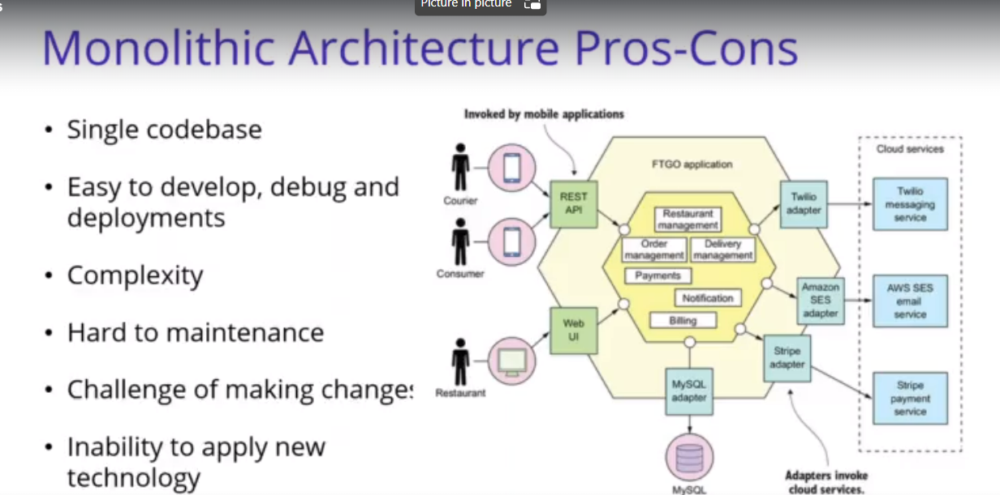 Picture in picture
Monolithic Architecture Pros-Cons
• Single codebase
• Easy to develop, debug and
deployments
• Complexity
• Hard to maintenance
• Challenge of making changes
• Inability to apply new
technology
Invoked by mobile applications
Courier
Consumer
Restaurant
REST
API
Web
UI
FTGO application
Restaurant
management
Order
management
Delivery
management
Payments
Notification
Billing
Twilio
adapter
Amazon
SES
adapter
Stripe
adapter
MySQL
adapter
MySQL
Cloud services
Twilio
messaging
service
AWS SES
email
service
Stripe
payment
service
Adapters invoke
cloud services.